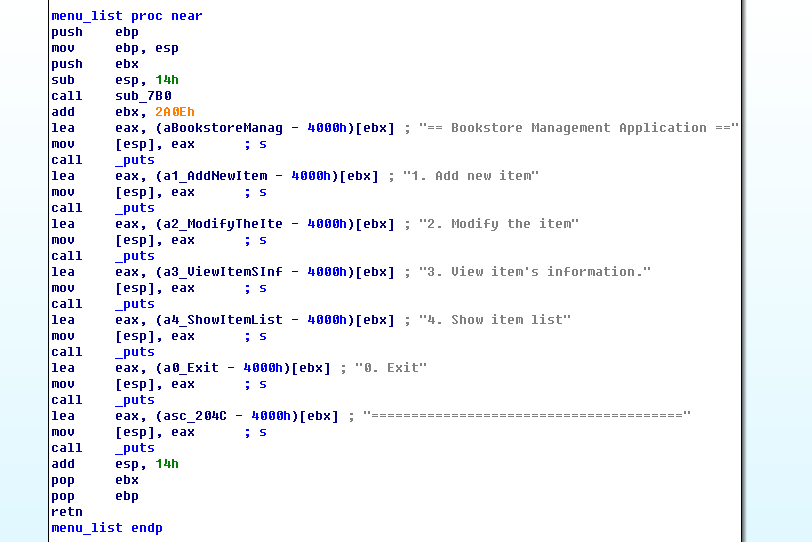 menu_list proc near
push    ebp
mov     ebp, esp
push    ebx
sub     esp, 14h
call    sub_7B0
add     ebx, 2A0Eh
lea     eax, (aBookstoreManag - 4000h)[ebx] ; "== Bookstore Management Application =="
mov     [esp], eax      ; s
call    _puts
lea     eax, (a1_AddNewItem - 4000h)[ebx] ; "1. Add new item"
mov     [esp], eax      ; s
call    _puts
lea     eax, (a2_ModifyTheIte - 4000h)[ebx] ; "2. Modify the item"
mov     [esp], eax      ; s
call    _puts
lea     eax, (a3_ViewItemSInf - 4000h)[ebx] ; "3. View item's information."
mov     [esp], eax      ; s
call    _puts
lea     eax, (a4_ShowItemList - 4000h)[ebx] ; "4. Show item list"
mov     [esp], eax      ; s
call    _puts
lea     eax, (a0_Exit - 4000h)[ebx] ; "0. Exit"
mov     [esp], eax      ; s
call    _puts
lea     eax, (asc_204C - 4000h)[ebx] ; "======================================="
mov     [esp], eax      ; s
call    _puts
add     esp, 14h
pop     ebx
pop     ebp
retn
menu_list endp